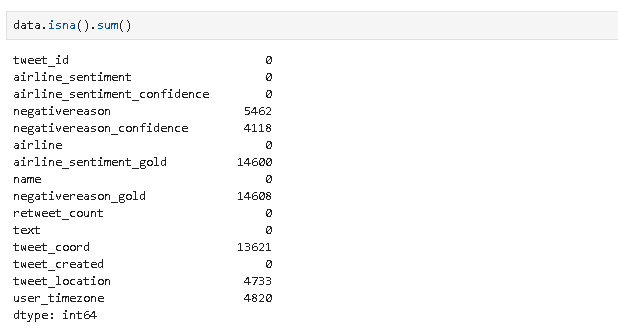 data.isna().sum()
tweet_id 0
airline_sentiment 0
airline_sentiment_confidence 0
negativereason 5462
negativereason_confidence 4118
airline 0
airline_sentiment_gold 14600
name 0
negativereason_gold 14608
retweet_count 0
text 0
tweet_coord 13621
tweet_created 0
tweet_location 4733
user_timezone 4820
dtype: int64